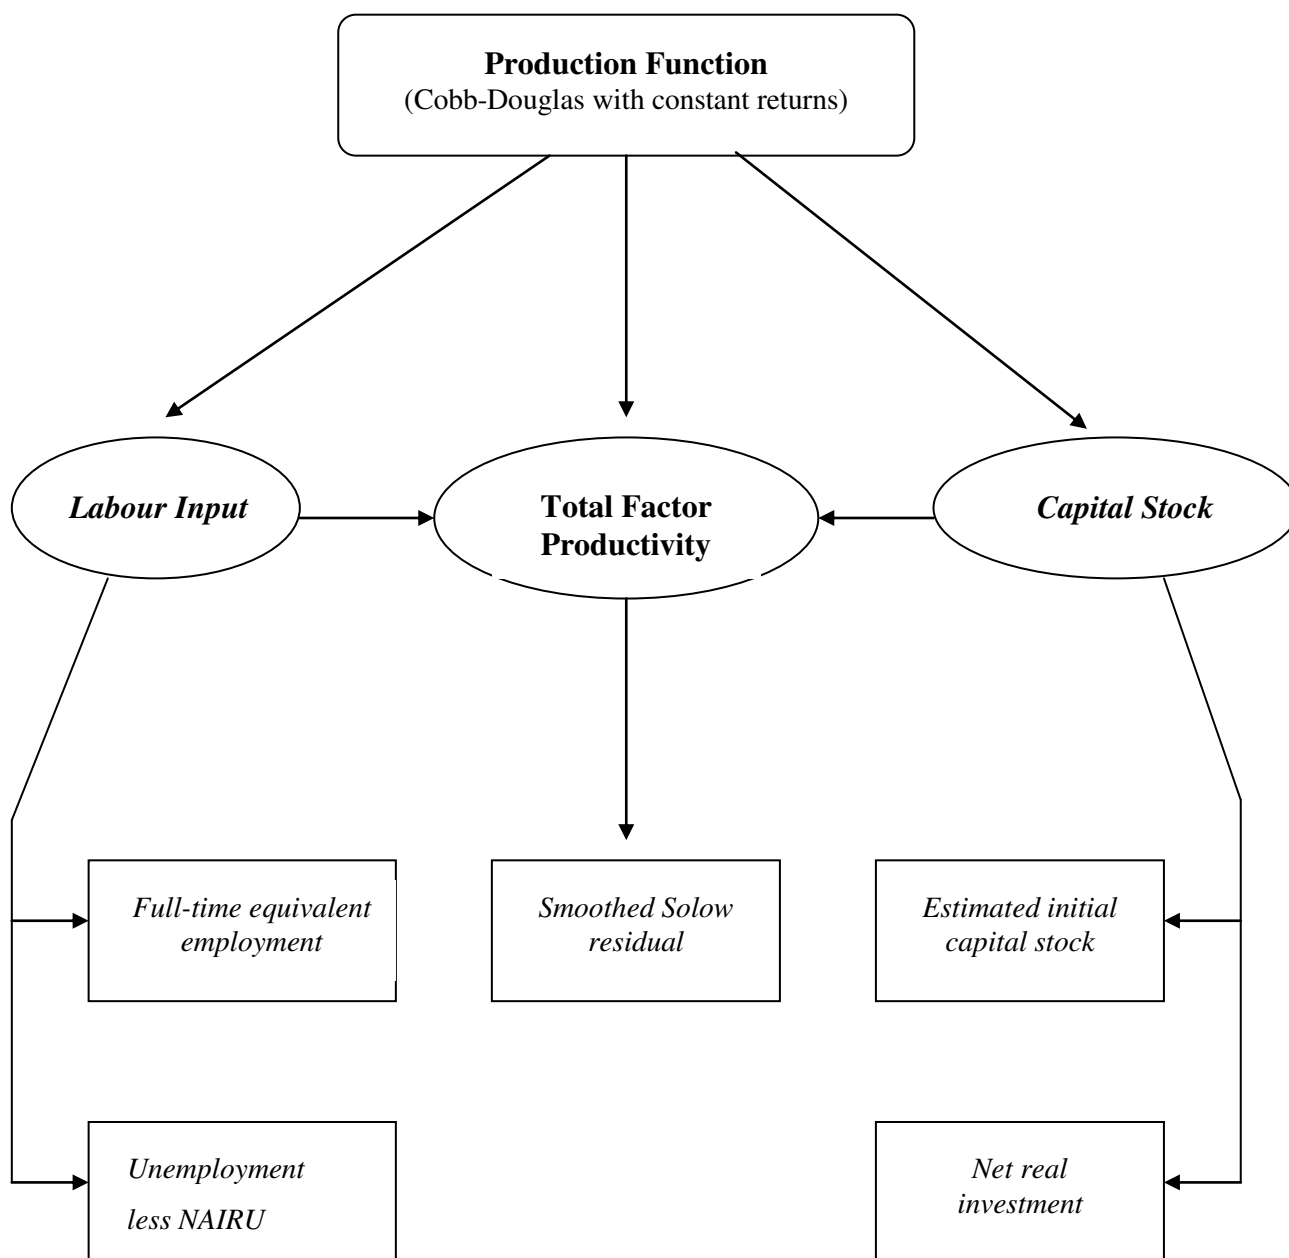 Production Function
(Cobb-Douglas with constant returns)
Labour Input
Total Factor
Productivity
Capital Stock
Full-time equivalent
employment
Smoothed Solow
residual
Estimated initial
capital stock
Unemployment
less NAIRU
Net real
investment